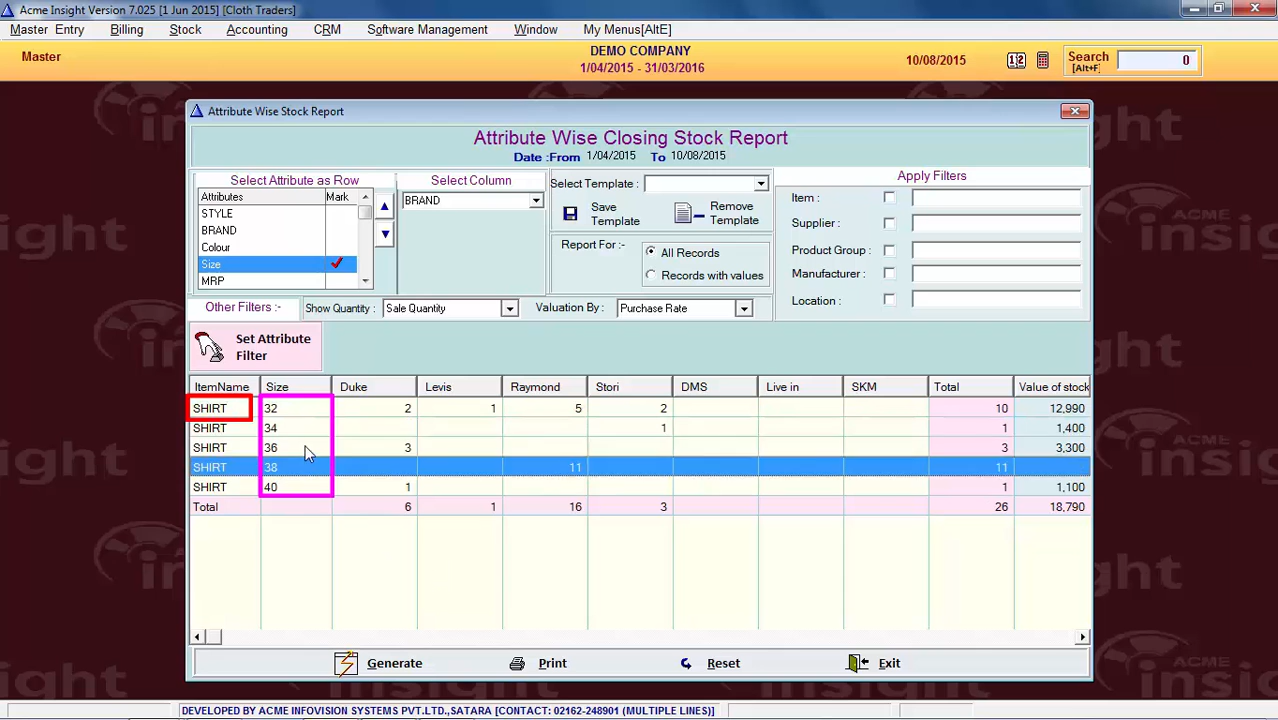 Acme Insight Version 7.025 [1 Jun 2015] [Cloth Traders]
Master Entry Billing Stock Accounting CRM Software Management Window My Menus[AltE]
Master
DEMO COMPANY
1/04/2015 - 31/03/2016
10/08/2015
12
Search
[Alt+F]
0
Attribute Wise Stock Report
Attribute Wise Closing Stock Report
Date :From 1/04/2015 To 10/08/2015
Select Attribute as Row
Attributes Mark
STYLE
BRAND
Colour
Size
MRP
Select Column
BRAND
Select Template :
Save
Template
Remove
Template
Report For :-
All Records
Records with values
Apply Filters
Item :
Supplier :
Product Group :
Manufacturer :
Location :
Other Filters :- Show Quantity : Sale Quantity Valuation By : Purchase Rate
Set Attribute
Filter
ItemName Size Duke Levis Raymond Stori DMS Live in SKM Total Value of stock
SHIRT 32 2 1 5 2 10 12,990
SHIRT 34 1 1 1,400
SHIRT 36 3 3 3,300
SHIRT 38 11 11
SHIRT 40 1 1 1,100
Total 6 1 16 3 26 18,790
Generate Print Reset Exit
DEVELOPED BY ACME INFOVISION SYSTEMS PVT.LTD.,SATARA [CONTACT: 02162-248901 (MULTIPLE LINES)]
ACME
insight